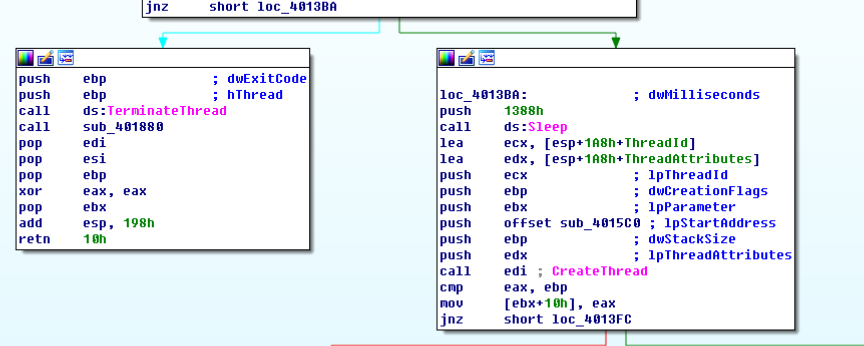 jnz     short loc_4013BA
push    ebp             ; dwExitCode
push    ebp             ; hThread
call    ds:TerminateThread
call    sub_401880
pop     edi
pop     esi
pop     ebp
xor     eax, eax
pop     ebx
add     esp, 198h
retn    10h
loc_4013BA:             ; dwMilliseconds
push    1388h
call    ds:Sleep
lea     ecx, [esp+1A8h+ThreadId]
lea     edx, [esp+1A8h+ThreadAttributes]
push    ecx             ; lpThreadId
push    ebp             ; dwCreationFlags
push    ebx             ; lpParameter
push    offset sub_4015C0 ; lpStartAddress
push    ebp             ; dwStackSize
push    edx             ; lpThreadAttributes
call    edi ; CreateThread
cmp     eax, ebp
mov     [ebx+10h], eax
jnz     short loc_4013FC